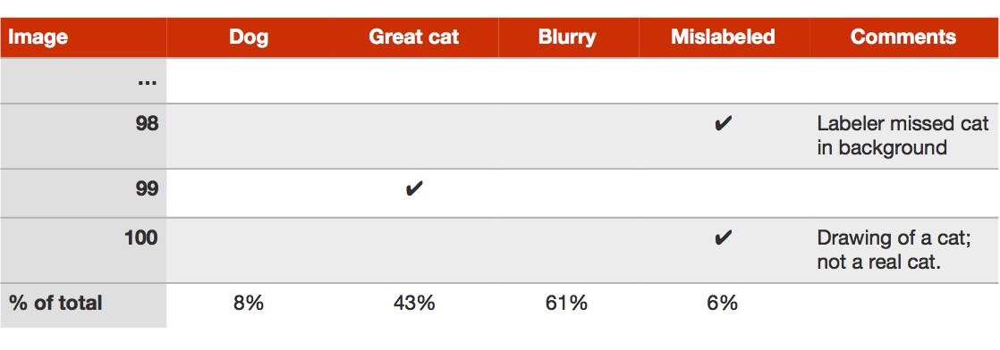 Image Dog Great cat Blurry Mislabeled Comments
...
98 ✔ Labeler missed cat
in background
99 ✔
100 ✔ Drawing of a cat;
not a real cat.
% of total 8% 43% 61% 6%